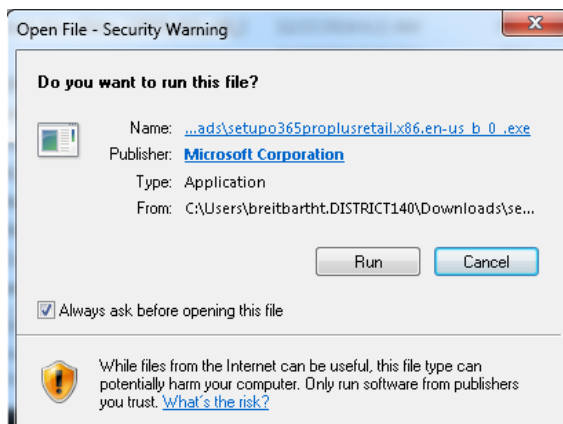 Open File - Security Warning
Do you want to run this file?
Name: ...ads\setupo365proplusretail.x86.en-us_b_0_.exe
Publisher: Microsoft Corporation
Type: Application
From: C:\Users\breitbartht.DISTRICT140\Downloads\se...
Run Cancel
Always ask before opening this file
While files from the Internet can be useful, this file type can
potentially harm your computer. Only run software from publishers
you trust. What's the risk?